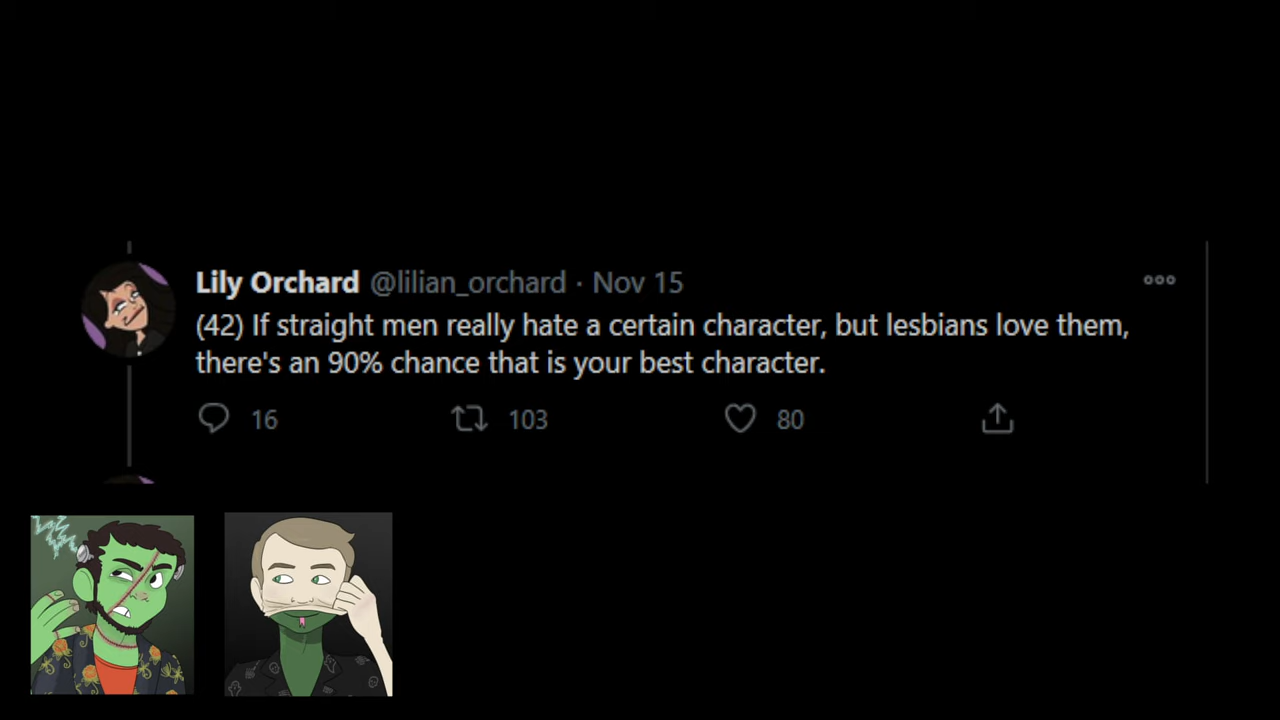 Lily Orchard @lilian_orchard · Nov 15
(42) If straight men really hate a certain character, but lesbians love them,
there's an 90% chance that is your best character.
16 103 80